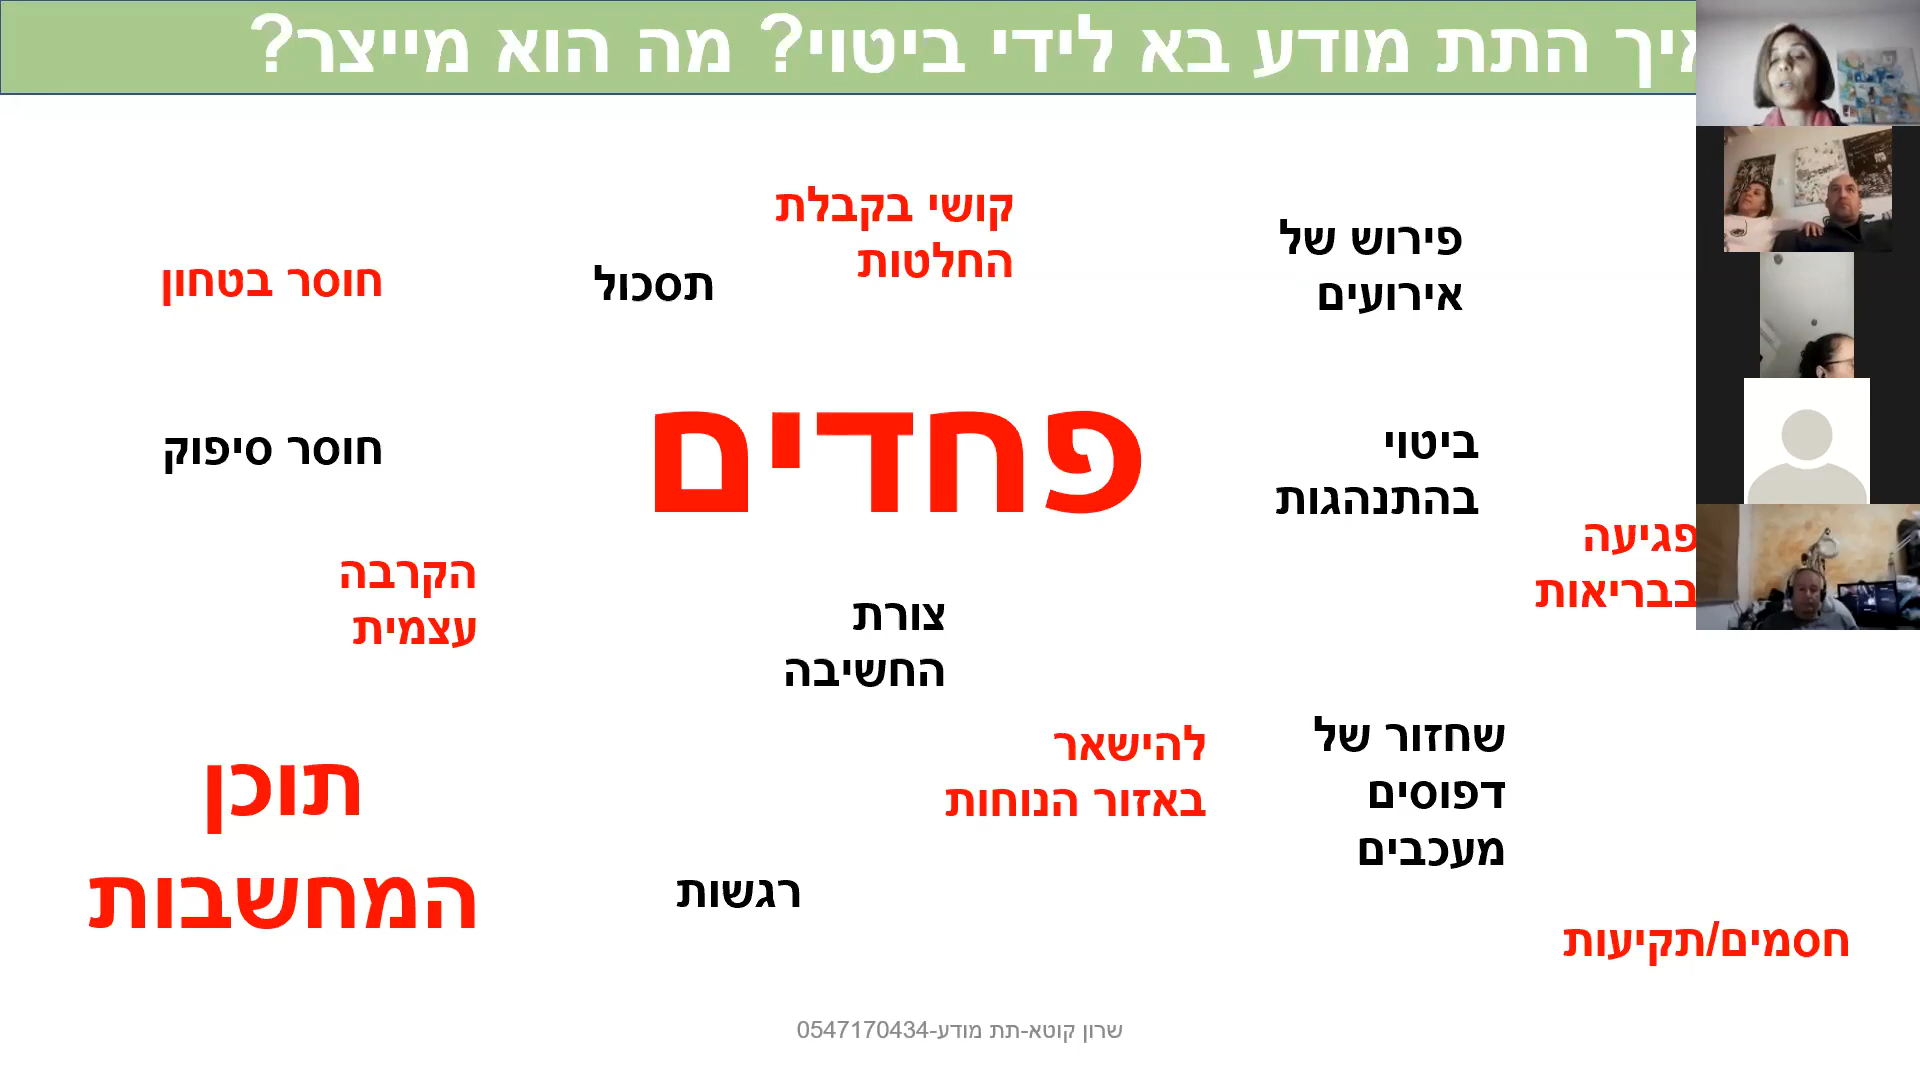 איך התת מודע בא לידי ביטוי? מה הוא מייצר?
קושי בקבלת
החלטות
פירוש של
אירועים
תסכול
חוסר בטחון
פחדים
ביטוי
בהתנהגות
חוסר סיפוק
פגיעה
בבריאות
הקרבה
עצמית
צורת
החשיבה
שחזור של
דפוסים
מעכבים
להישאר
באזור הנוחות
תוכן
המחשבות
רגשות
חסמים/תקיעות
שרון קוטא-תת מודע-0547170434